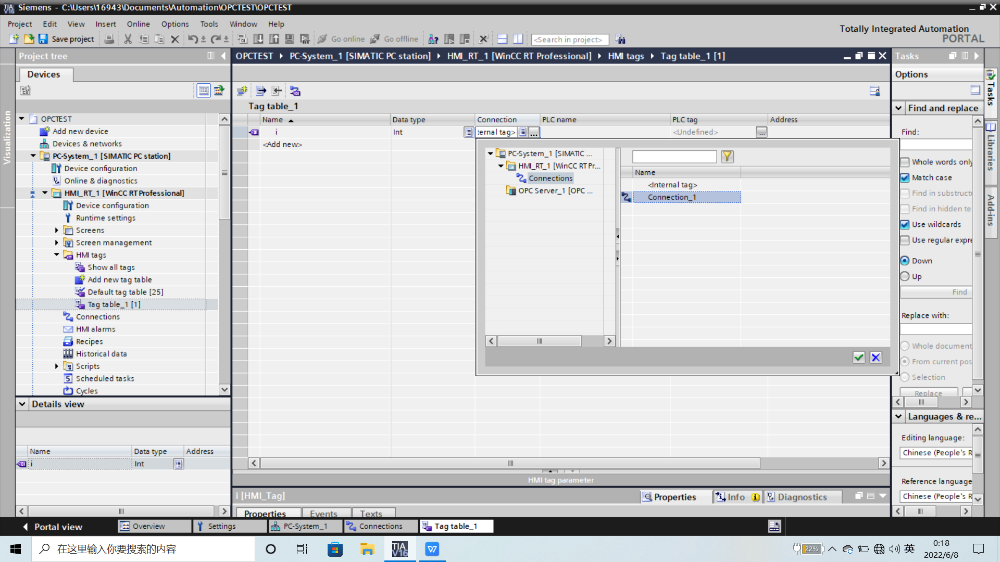 Siemens - C:\Users\16943\Documents\Automation\OPCTEST\OPCTEST
Project Edit View Insert Online Options Tools Window Help
Totally Integrated Automation
PORTAL
Save project
Go online
Go offline
<Search in project>
Project tree
OPCTEST
PC-System_1 [SIMATIC PC station]
HMI_RT_1 [WinCC RT Professional]
HMI tags
Tag table_1 [1]
Tasks
Devices
Options
Visualization
Tag table_1
Name
Data type
Connection
PLC name
PLC tag
Address
i
Int
:ernal tag>
<Undefined>
<Add new>
OPCTEST
Add new device
Devices & networks
PC-System_1 [SIMATIC PC station]
Device configuration
Online & diagnostics
HMI_RT_1 [WinCC RT Professional]
Device configuration
Runtime settings
Screens
Screen management
HMI tags
Show all tags
Add new tag table
Default tag table [25]
Tag table_1 [1]
Connections
HMI alarms
Recipes
Historical data
Scripts
Scheduled tasks
Cycles
PC-System_1 [SIMATIC ...
HMI_RT_1 [WinCC RT Pr...
Connections
OPC Server_1 [OPC ...
Name
<Internal tag>
Connection_1
Find and replace
Find:
Whole words only
Match case
Find in substructu
Find in hidden te
Use wildcards
Use regular expre
Down
Up
Find
Replace with:
Whole document
From current pos
Selection
Replace
Languages & re...
Editing language:
Chinese (People's R
Reference language
Chinese (People's R
Tasks
Libraries
Add-ins
Details view
Name
Data type
Address
i
Int
HMI tag parameter
i [HMI_Tag]
Properties
Info
Diagnostics
Properties
Events
Texts
Portal view
Overview
Settings
PC-System_1
Connections
Tag table_1
在这里输入你要搜索的内容
TIA
V16
22%
英
0:18
2022/6/8